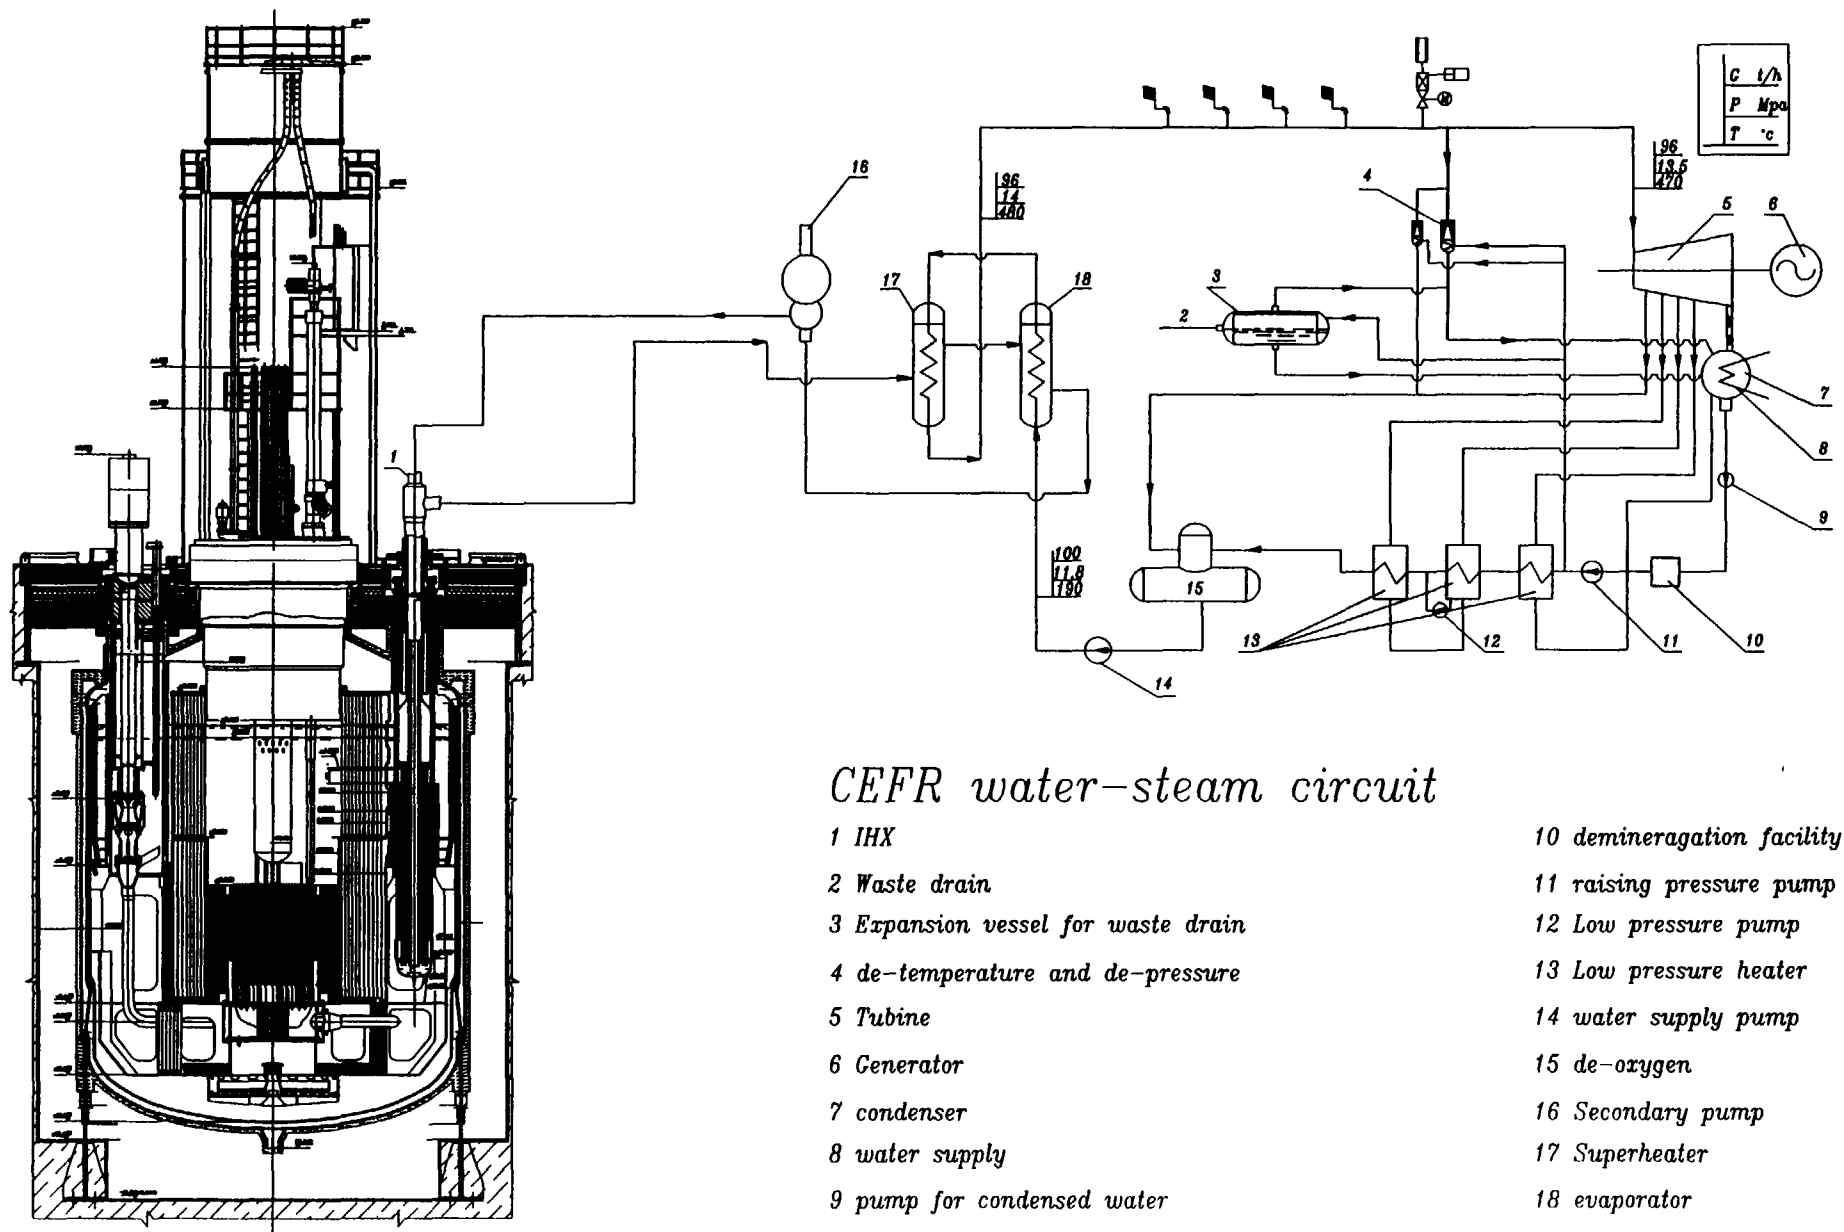 G t/h
P Mpa
T °c
16
96
14
480
96
13.5
470
4
5
6
17
18
3
2
1
7
8
9
100
11.8
190
15
13
12
11
10
14
CEFR water-steam circuit
1 IHX
2 Waste drain
3 Expansion vessel for waste drain
4 de-temperature and de-pressure
5 Tubine
6 Generator
7 condenser
8 water supply
9 pump for condensed water
10 demineragation facility
11 raising pressure pump
12 Low pressure pump
13 Low pressure heater
14 water supply pump
15 de-oxygen
16 Secondary pump
17 Superheater
18 evaporator